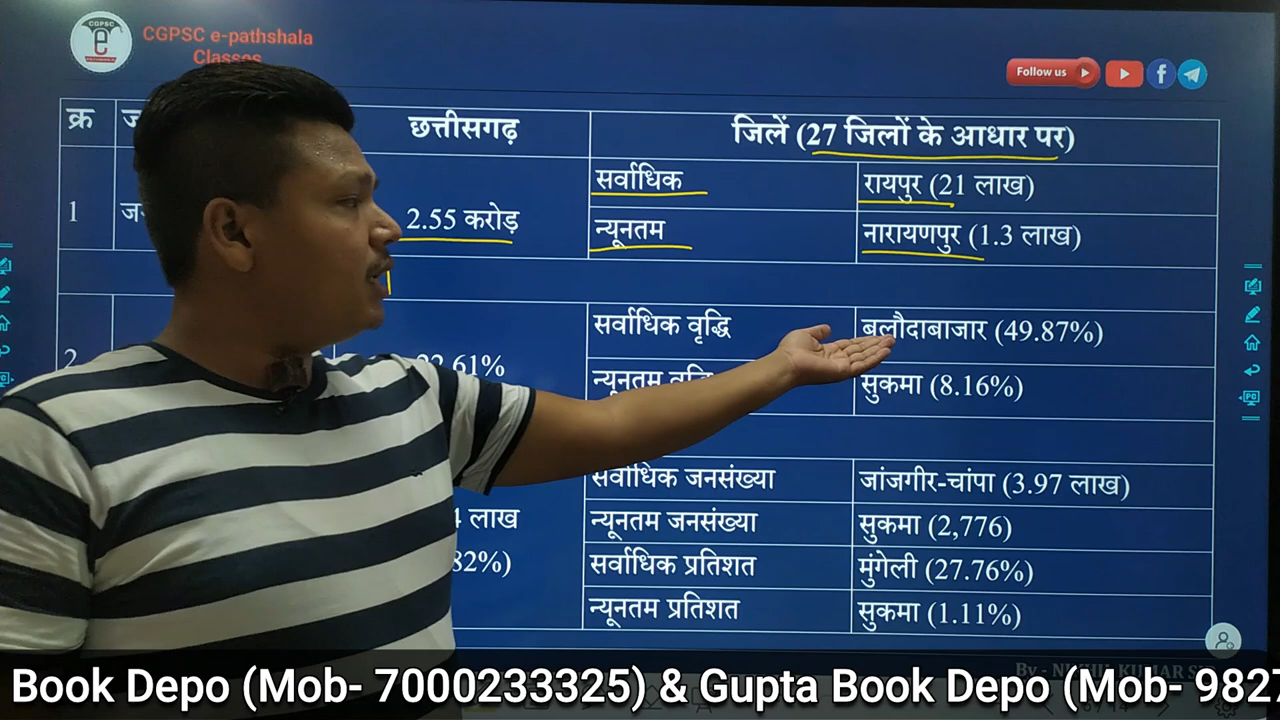 CGPSC e-pathshala
Classes
Follow us
क्र
छत्तीसगढ़
जिलें (27 जिलों के आधार पर)
1
2.55 करोड़
सर्वाधिक
रायपुर (21 लाख)
न्यूनतम
नारायणपुर (1.3 लाख)
2
सर्वाधिक वृद्धि
बलौदाबाजार (49.87%)
सुकमा (8.16%)
लाख
82%)
सर्वाधिक जनसंख्या
जांजगीर-चांपा (3.97 लाख)
न्यूनतम जनसंख्या
सुकमा (2,776)
सर्वाधिक प्रतिशत
मुंगेली (27.76%)
न्यूनतम प्रतिशत
सुकमा (1.11%)
Book Depo (Mob- 7000233325) & Gupta Book Depo (Mob- 9827